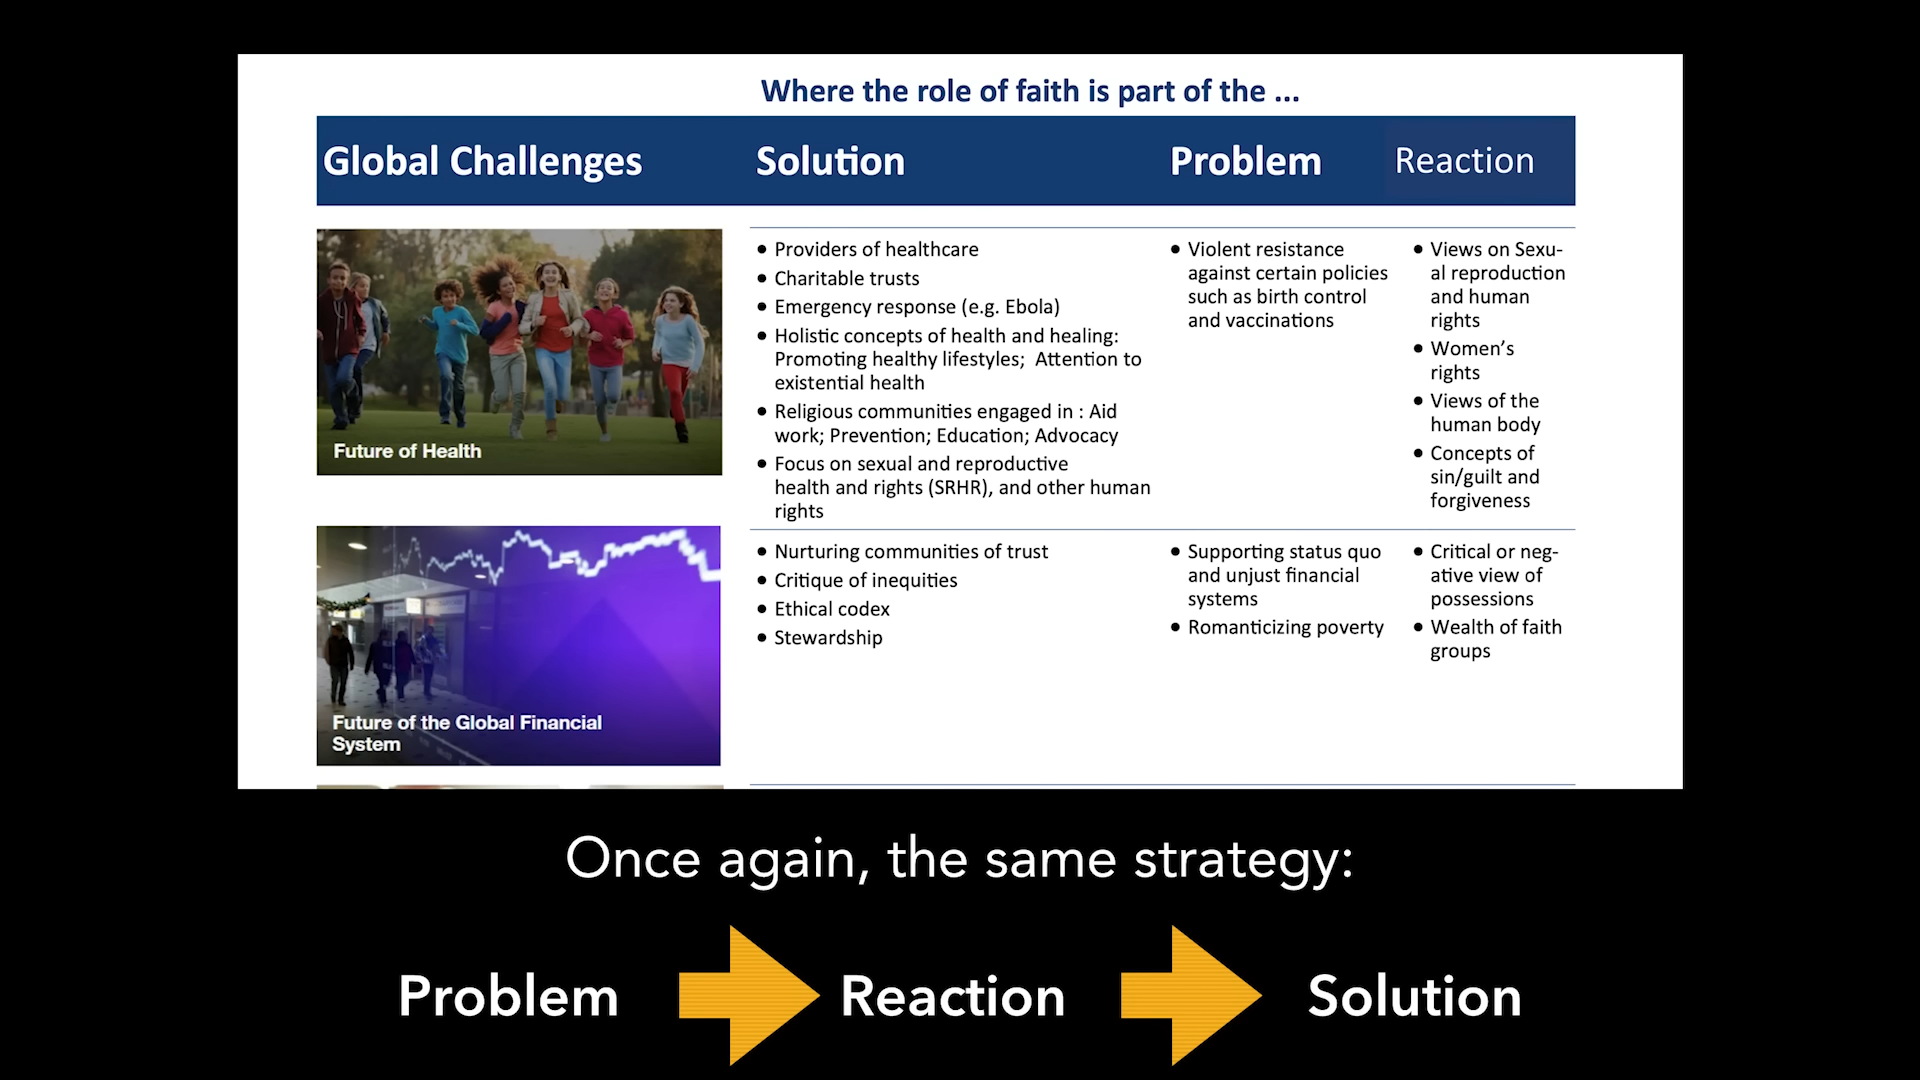 Where the role of faith is part of the ...
Global Challenges
Solution
Problem
Reaction
Future of Health
• Providers of healthcare
• Charitable trusts
• Emergency response (e.g. Ebola)
• Holistic concepts of health and healing:
Promoting healthy lifestyles;  Attention to
existential health
• Religious communities engaged in : Aid
work; Prevention; Education; Advocacy
• Focus on sexual and reproductive
health and rights (SRHR), and other human
rights
• Violent resistance
against certain policies
such as birth control
and vaccinations
• Views on Sexu-
al reproduction
and human
rights
• Women’s
rights
• Views of the
human body
• Concepts of
sin/guilt and
forgiveness
Future of the Global Financial
System
• Nurturing communities of trust
• Critique of inequities
• Ethical codex
• Stewardship
• Supporting status quo
and unjust financial
systems
• Romanticizing poverty
• Critical or neg-
ative view of
possessions
• Wealth of faith
groups
Once again, the same strategy:
Problem
Reaction
Solution